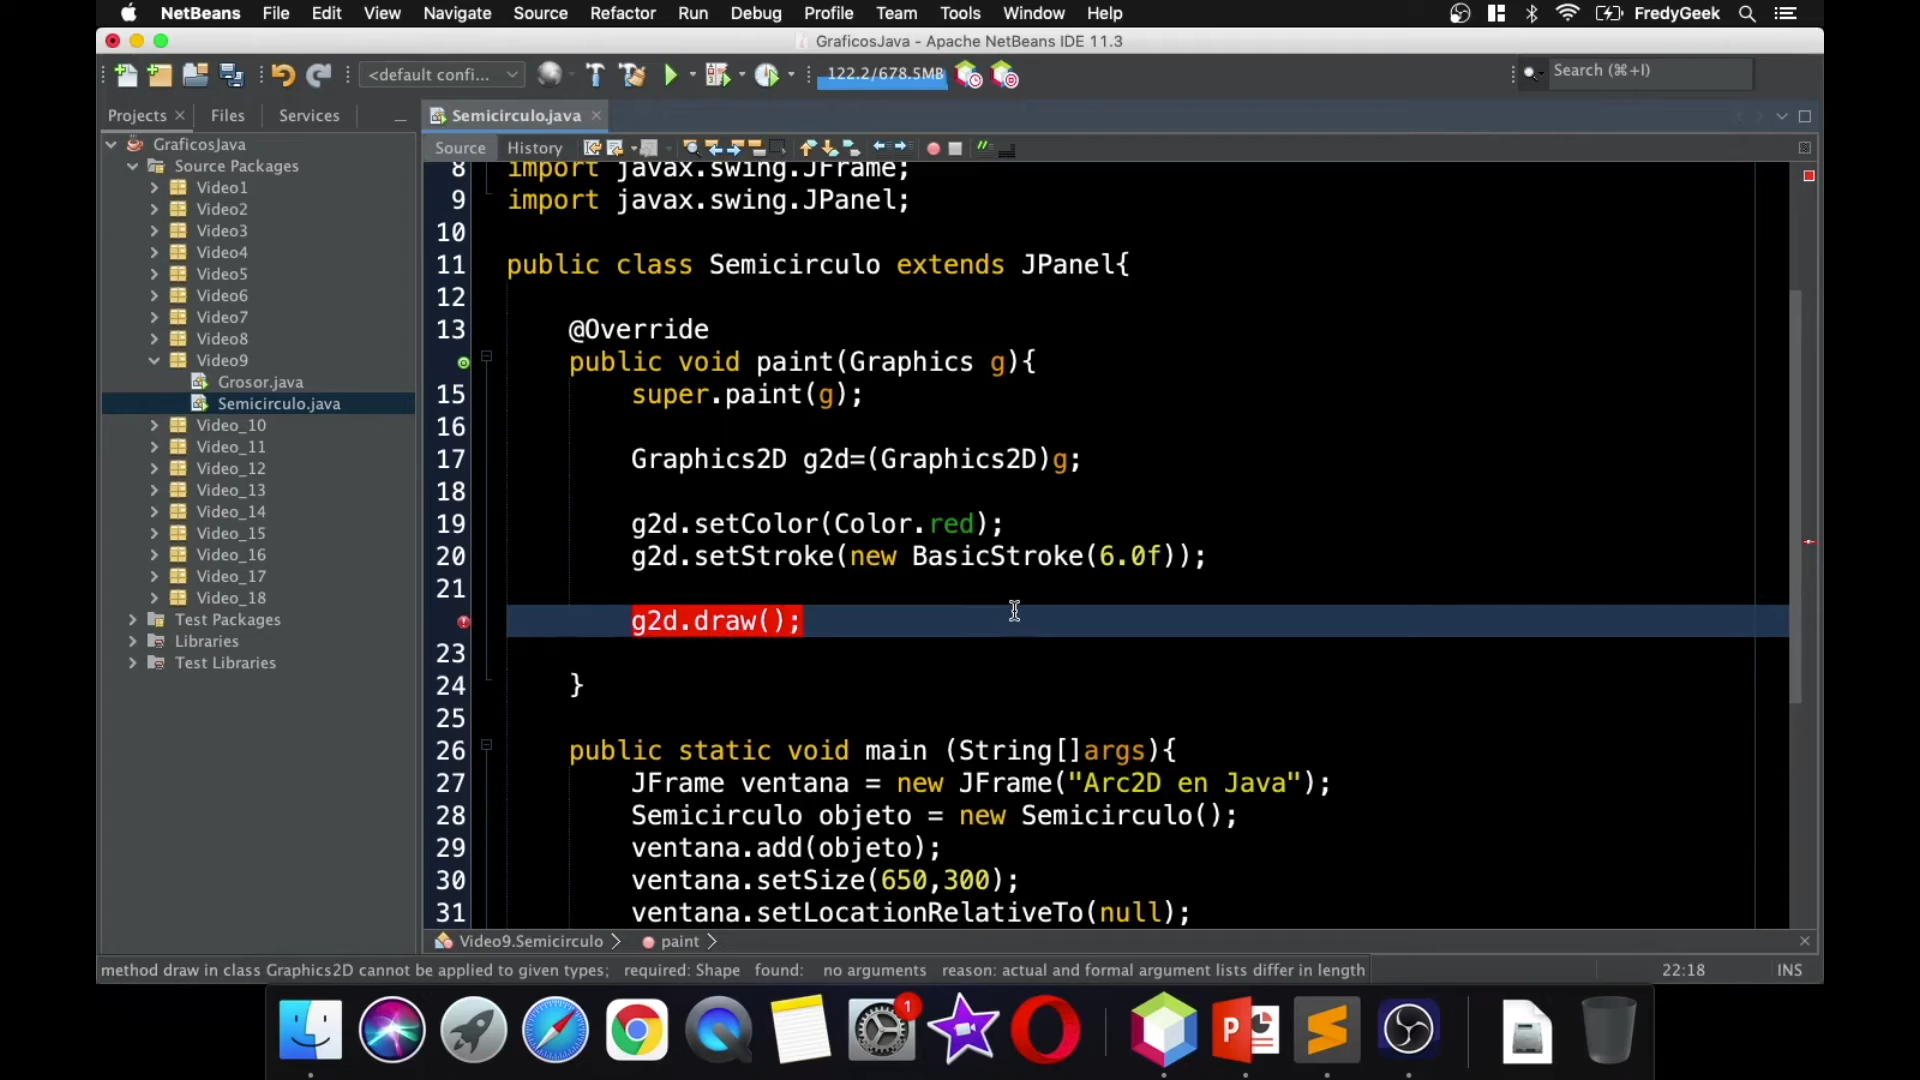 NetBeans File Edit View Navigate Source Refactor Run Debug Profile Team Tools Window Help FredyGeek
GraficosJava - Apache NetBeans IDE 11.3
<default confi... 122.2/678.5MB Search (⌘+I)
Projects Files Services
Semicirculo.java
Source History
GraficosJava
Source Packages
Video1
Video2
Video3
Video4
Video5
Video6
Video7
Video8
Video9
Grosor.java
Semicirculo.java
Video_10
Video_11
Video_12
Video_13
Video_14
Video_15
Video_16
Video_17
Video_18
Test Packages
Libraries
Test Libraries
8 import javax.swing.JFrame;
9 import javax.swing.JPanel;
10
11 public class Semicirculo extends JPanel{
12
13 @Override
public void paint(Graphics g){
15 super.paint(g);
16
17 Graphics2D g2d=(Graphics2D)g;
18
19 g2d.setColor(Color.red);
20 g2d.setStroke(new BasicStroke(6.0f));
21
g2d.draw();
23
24 }
25
26 public static void main (String[]args){
27 JFrame ventana = new JFrame("Arc2D en Java");
28 Semicirculo objeto = new Semicirculo();
29 ventana.add(objeto);
30 ventana.setSize(650,300);
31 ventana.setLocationRelativeTo(null);
Video9.Semicirculo paint
method draw in class Graphics2D cannot be applied to given types; required: Shape found: no arguments reason: actual and formal argument lists differ in length 22:18 INS
1
P